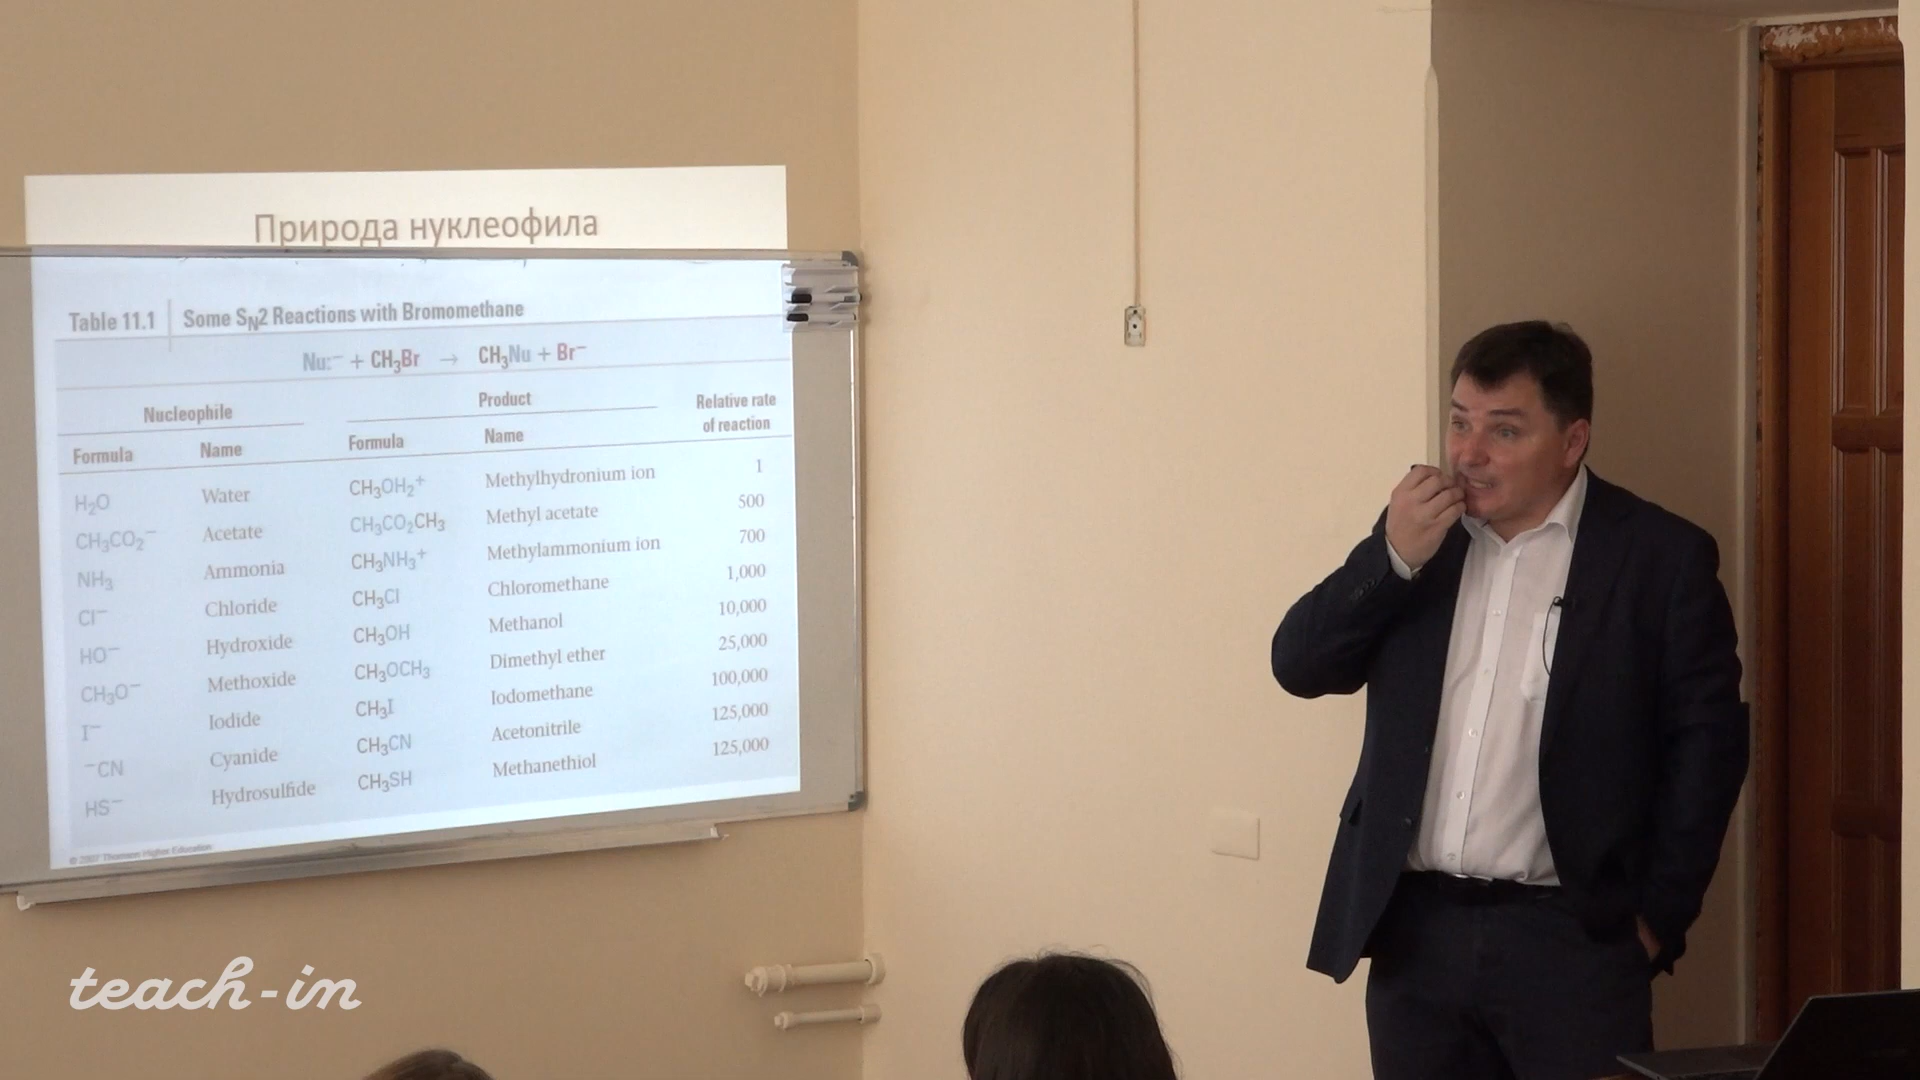 Природа нуклеофила
Table 11.1 Some SN2 Reactions with Bromomethane
Nu:⁻ + CH₃Br → CH₃Nu + Br⁻
Nucleophile Product Relative rate
of reaction
Formula Name Formula Name
H₂O Water CH₃OH₂⁺ Methylhydronium ion 1
CH₃CO₂⁻ Acetate CH₃CO₂CH₃ Methyl acetate 500
NH₃ Ammonia CH₃NH₃⁺ Methylammonium ion 700
Cl⁻ Chloride CH₃Cl Chloromethane 1,000
HO⁻ Hydroxide CH₃OH Methanol 10,000
CH₃O⁻ Methoxide CH₃OCH₃ Dimethyl ether 25,000
I⁻ Iodide CH₃I Iodomethane 100,000
⁻CN Cyanide CH₃CN Acetonitrile 125,000
HS⁻ Hydrosulfide CH₃SH Methanethiol 125,000
© 2007 Thomson Higher Education
teach-in